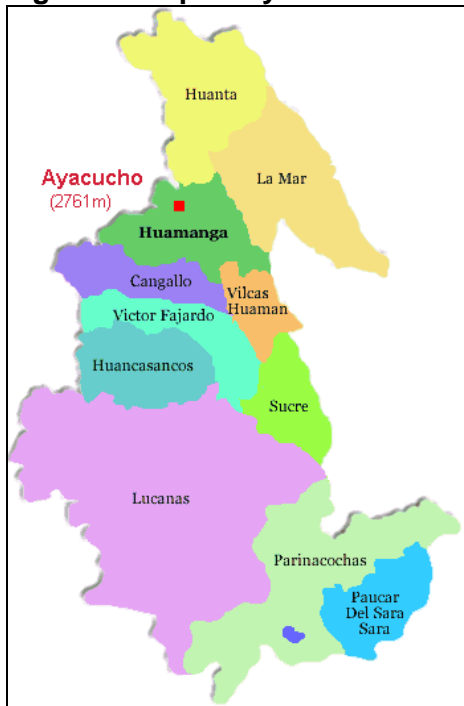 Huanta
La Mar
Ayacucho
(2761m)
Huamanga
Cangallo
Vilcas
Huaman
Victor Fajardo
Huancasancos
Sucre
Lucanas
Parinacochas
Paucar
Del Sara
Sara